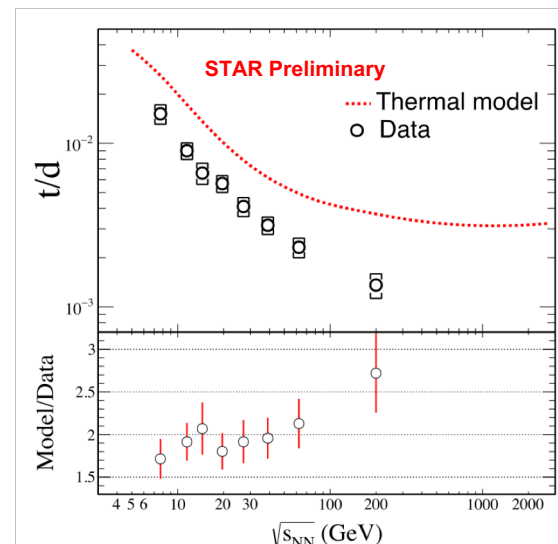 STAR Preliminary
Thermal model
Data
t/d
10⁻²
10⁻³
Model/Data
3
2.5
2
1.5
4 5 6 10 20 30 100 200 1000 2000
√s_NN (GeV)